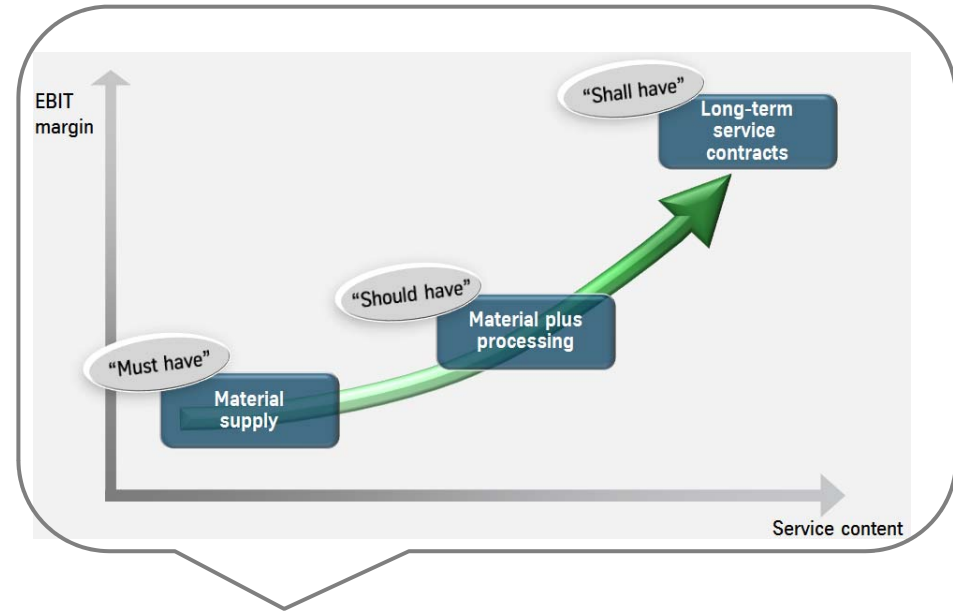 EBIT
margin
“Shall have”
Long-term
service
contracts
“Should have”
Material plus
processing
“Must have”
Material
supply
Service content